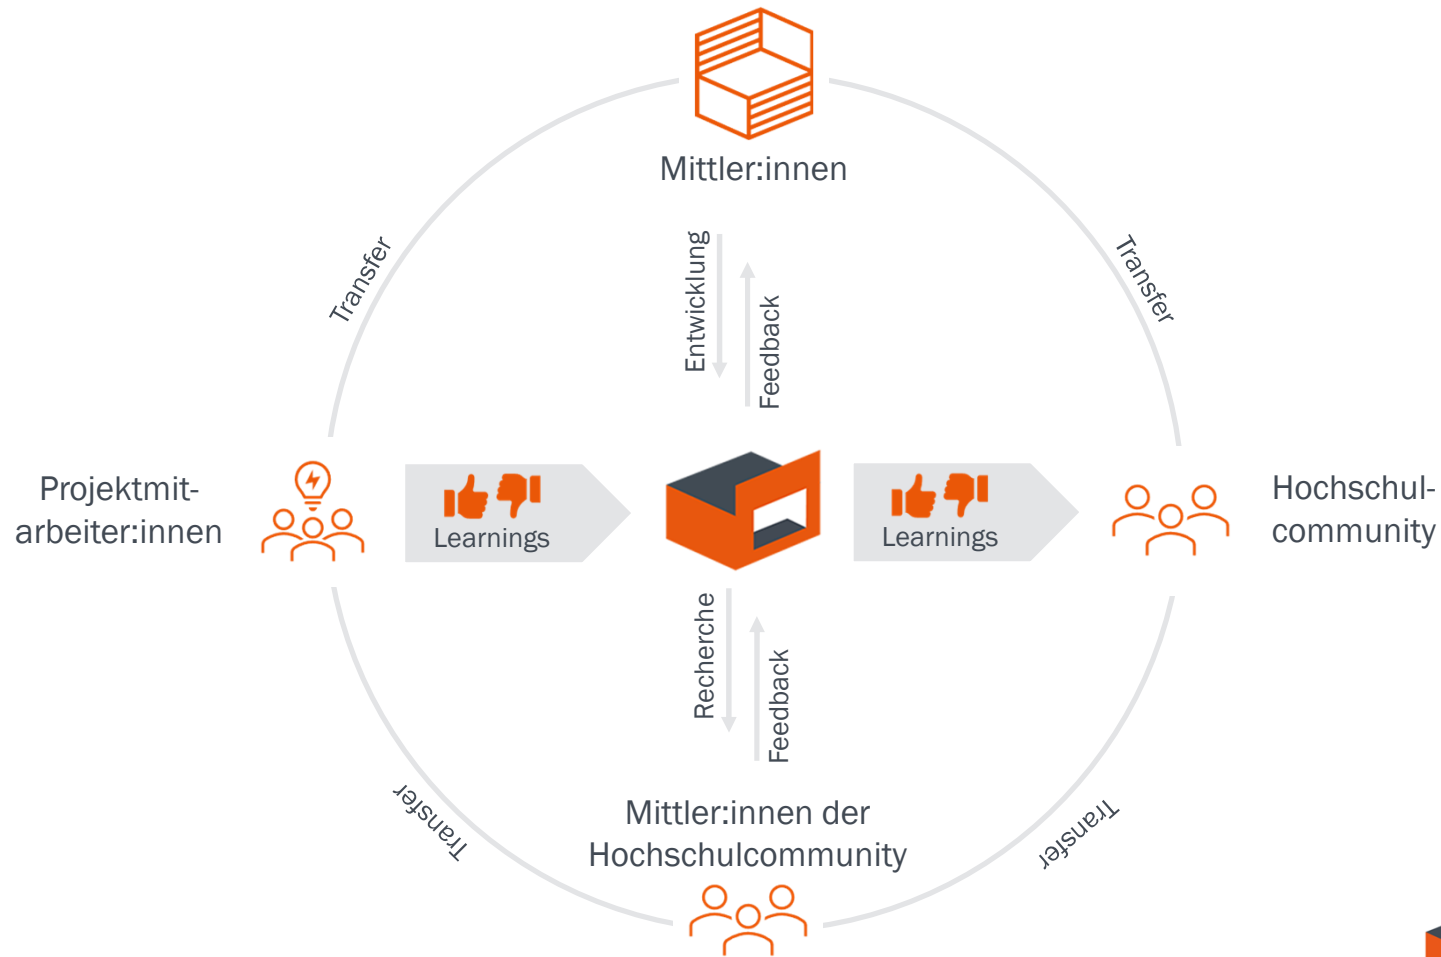 Mittler:innen
Transfer
Transfer
Entwicklung
Feedback
Projektmit-
arbeiter:innen
Learnings
Learnings
Hochschul-
community
Recherche
Feedback
Transfer
Transfer
Mittler:innen der
Hochschulcommunity